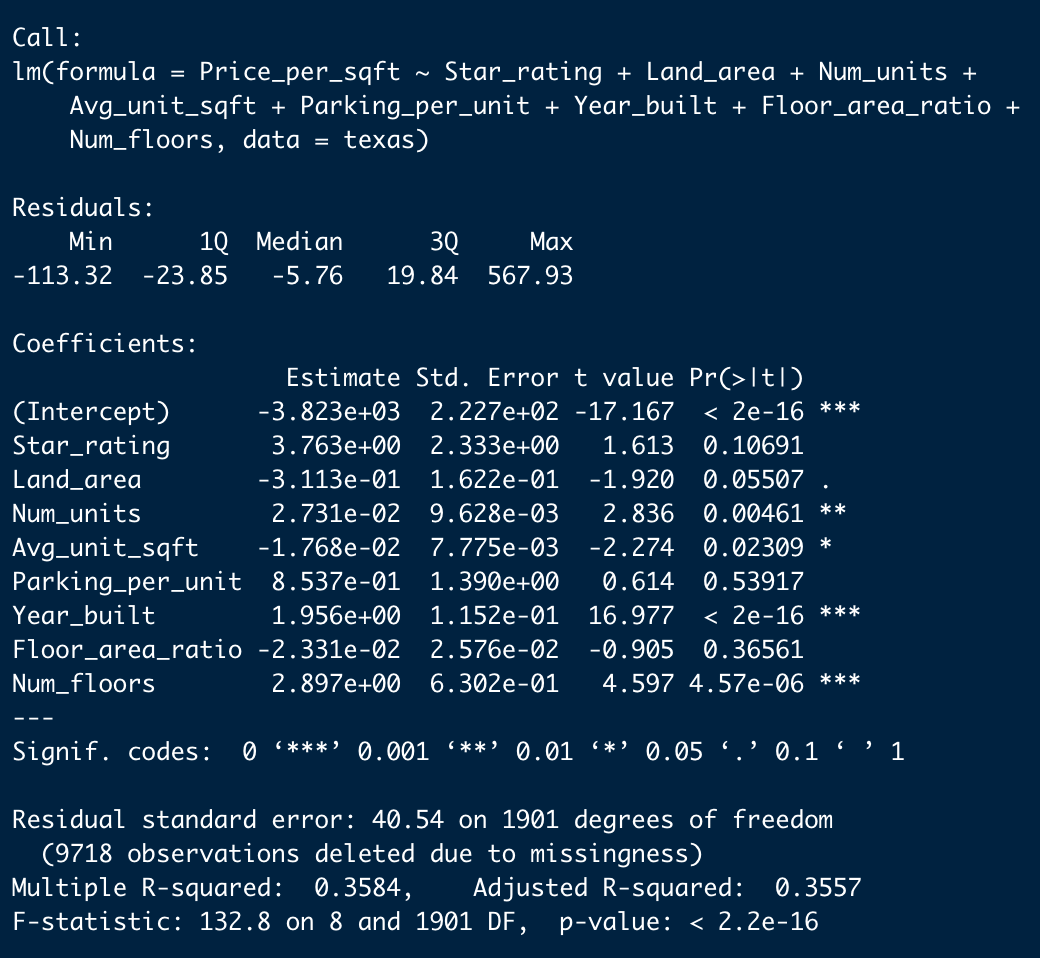 Call:
lm(formula = Price_per_sqft ~ Star_rating + Land_area + Num_units +
    Avg_unit_sqft + Parking_per_unit + Year_built + Floor_area_ratio +
    Num_floors, data = texas)

Residuals:
    Min      1Q  Median      3Q     Max
-113.32  -23.85   -5.76   19.84  567.93

Coefficients:
                   Estimate Std. Error t value Pr(>|t|)
(Intercept)      -3.823e+03  2.227e+02 -17.167  < 2e-16 ***
Star_rating       3.763e+00  2.333e+00   1.613  0.10691
Land_area        -3.113e-01  1.622e-01  -1.920  0.05507 .
Num_units         2.731e-02  9.628e-03   2.836  0.00461 **
Avg_unit_sqft    -1.768e-02  7.775e-03  -2.274  0.02309 *
Parking_per_unit  8.537e-01  1.390e+00   0.614  0.53917
Year_built        1.956e+00  1.152e-01  16.977  < 2e-16 ***
Floor_area_ratio -2.331e-02  2.576e-02  -0.905  0.36561
Num_floors        2.897e+00  6.302e-01   4.597 4.57e-06 ***
---
Signif. codes:  0 ‘***’ 0.001 ‘**’ 0.01 ‘*’ 0.05 ‘.’ 0.1 ‘ ’ 1

Residual standard error: 40.54 on 1901 degrees of freedom
  (9718 observations deleted due to missingness)
Multiple R-squared:  0.3584,    Adjusted R-squared:  0.3557
F-statistic: 132.8 on 8 and 1901 DF,  p-value: < 2.2e-16